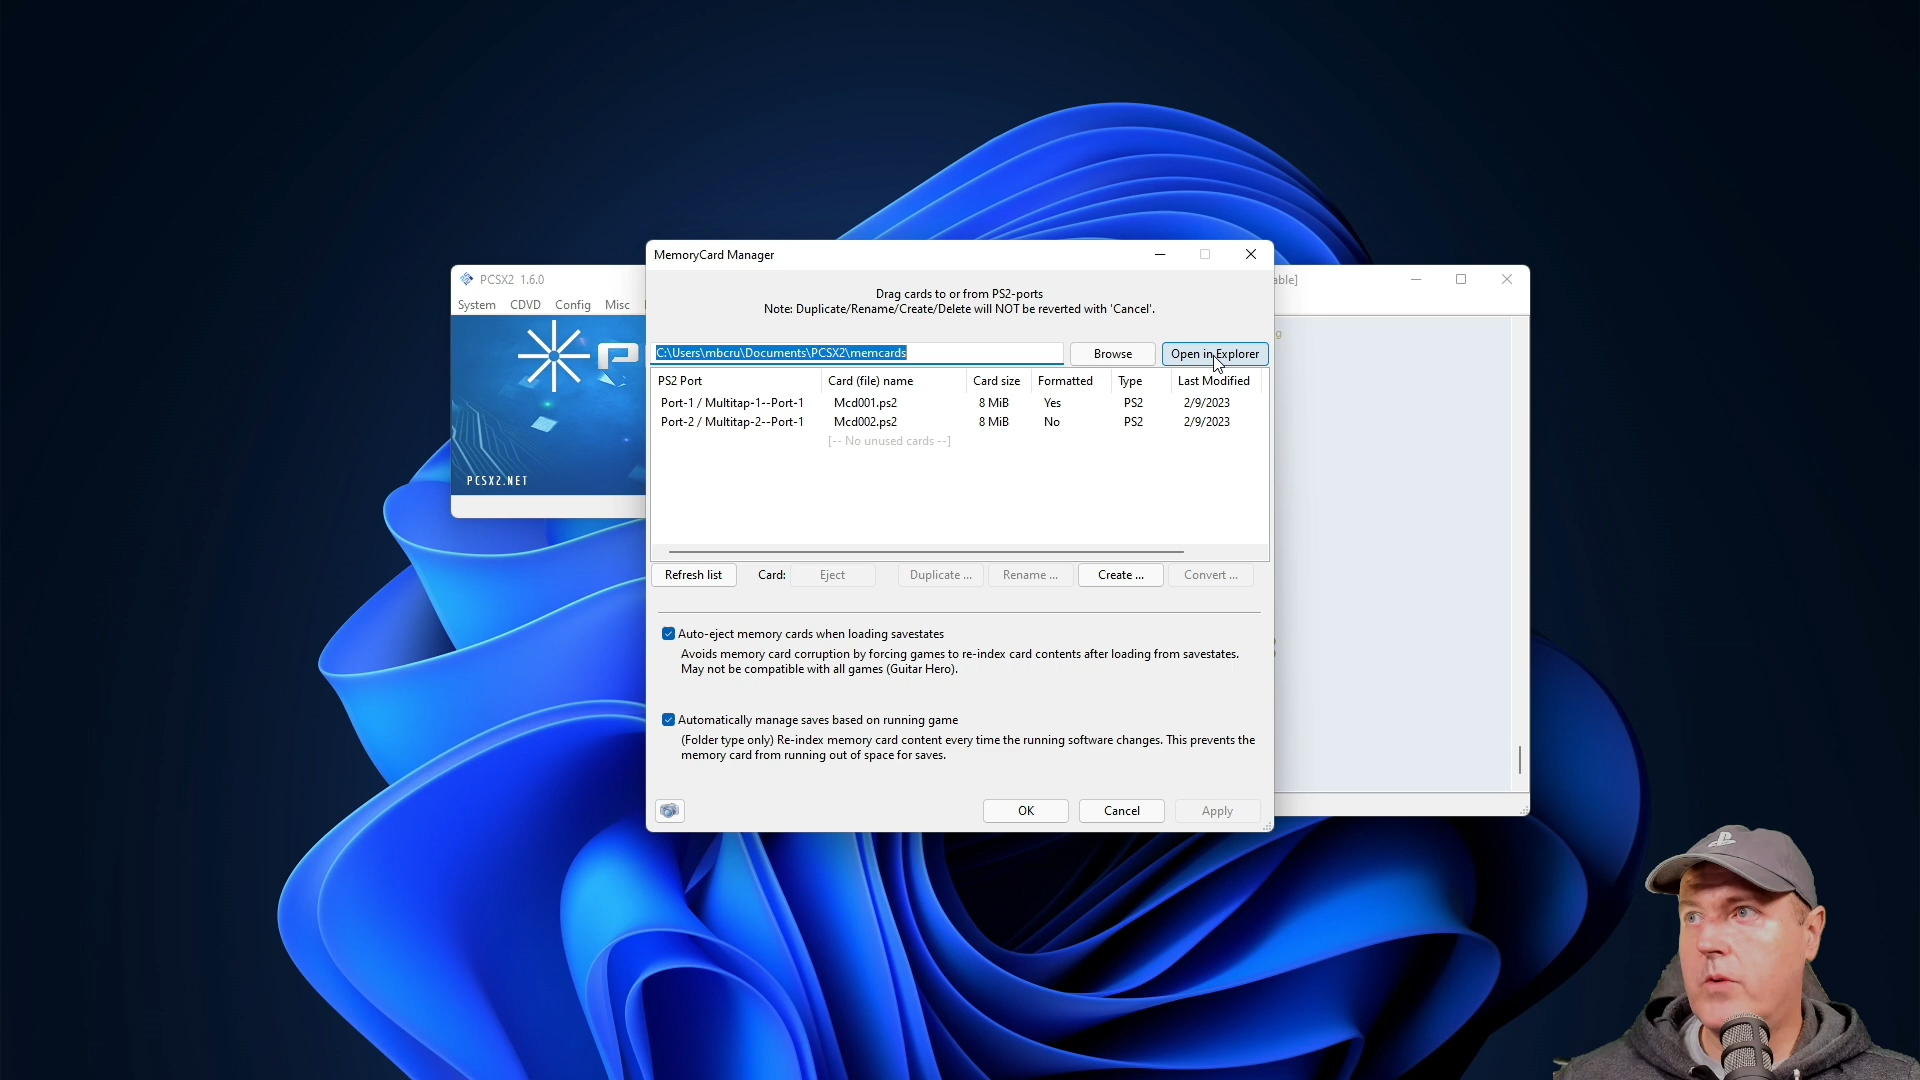 MemoryCard Manager
PCSX2 1.6.0
able]
System CDVD Config Misc
Drag cards to or from PS2-ports
Note: Duplicate/Rename/Create/Delete will NOT be reverted with 'Cancel'.
C:\Users\mbcru\Documents\PCSX2\memcards
Browse
Open in Explorer
PS2 Port Card (file) name Card size Formatted Type Last Modified
Port-1 / Multitap-1--Port-1 Mcd001.ps2 8 MiB Yes PS2 2/9/2023
Port-2 / Multitap-2--Port-1 Mcd002.ps2 8 MiB No PS2 2/9/2023
[-- No unused cards --]
PCSX2.NET
Refresh list Card: Eject Duplicate ... Rename ... Create ... Convert ...
Auto-eject memory cards when loading savestates
Avoids memory card corruption by forcing games to re-index card contents after loading from savestates.
May not be compatible with all games (Guitar Hero).
Automatically manage saves based on running game
(Folder type only) Re-index memory card content every time the running software changes. This prevents the
memory card from running out of space for saves.
OK Cancel Apply